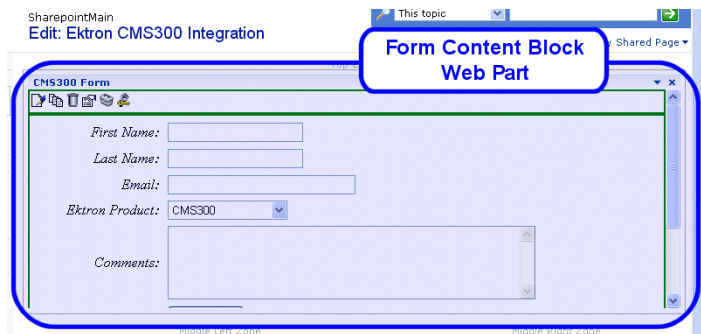 SharepointMain
This topic
Edit: Ektron CMS300 Integration
Shared Page
Form Content Block
Web Part
CMS300 Form
First Name:
Last Name:
Email:
Ektron Product: CMS300
Comments:
Middle Left Zone
Middle Right Zone